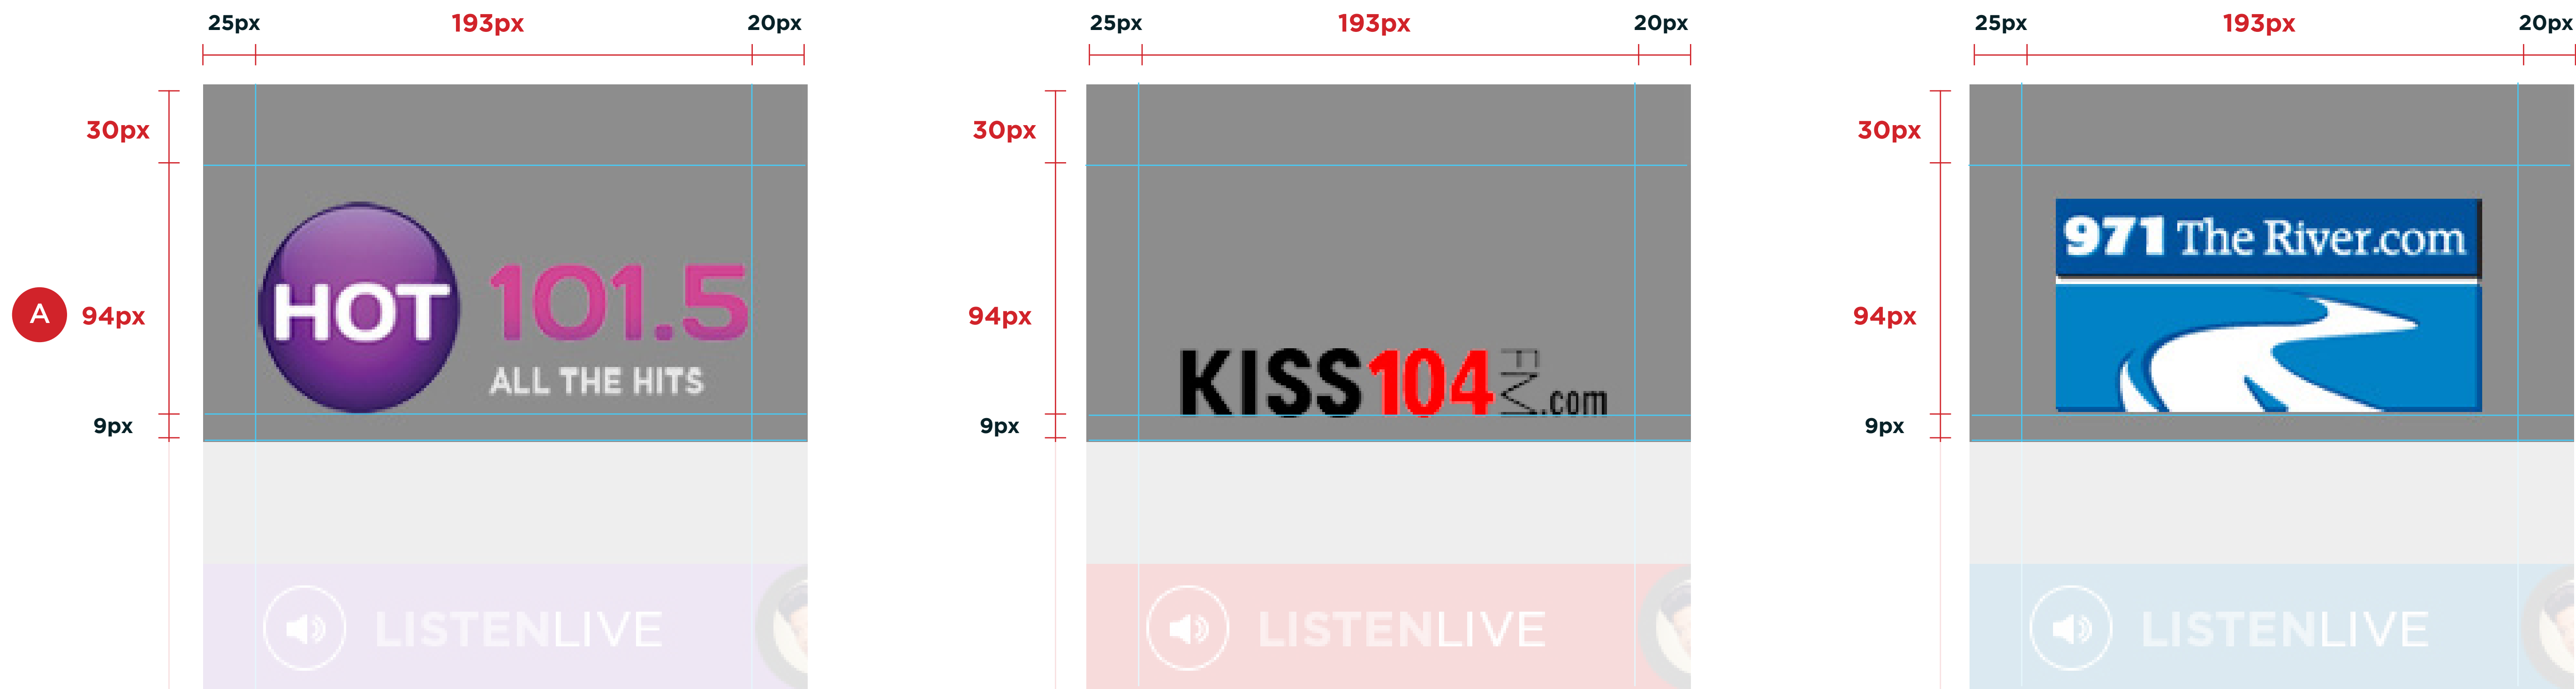 25px 193px 20px 25px 193px 20px 25px 193px 20px
30px 30px 30px
971 The River.com
HOT 101.5
A 94px 94px 94px
ALL THE HITS
KISS104FM.com
9px 9px 9px
LISTENLIVE LISTENLIVE LISTENLIVE